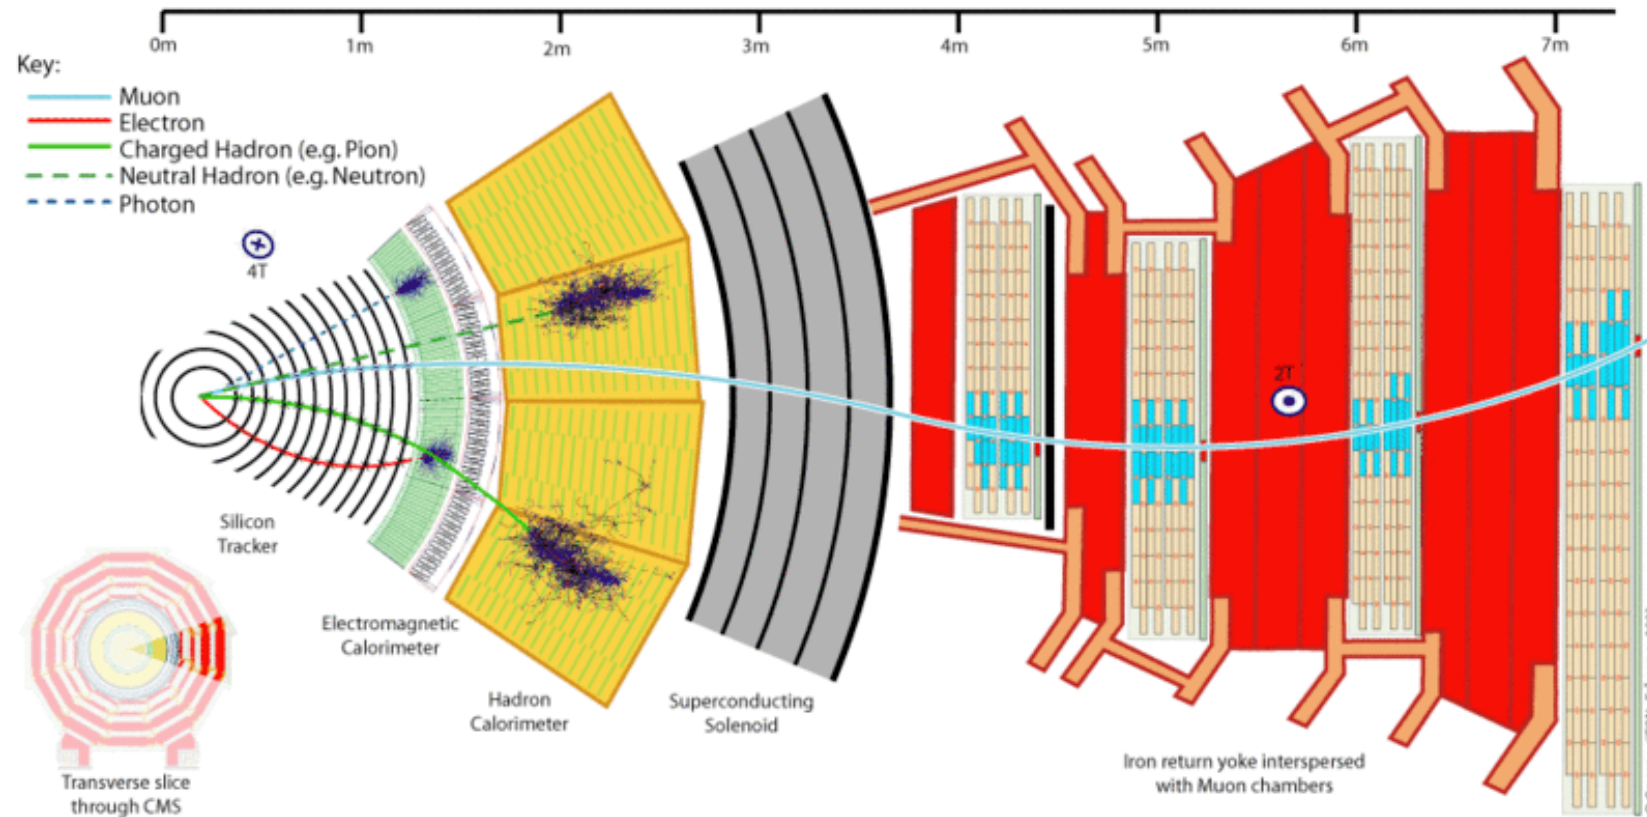 0m 1m 2m 3m 4m 5m 6m 7m
Key:
Muon
Electron
Charged Hadron (e.g. Pion)
Neutral Hadron (e.g. Neutron)
Photon
4T
2T
Silicon
Tracker
Electromagnetic
Calorimeter
Hadron
Calorimeter
Superconducting
Solenoid
Iron return yoke interspersed
with Muon chambers
Transverse slice
through CMS